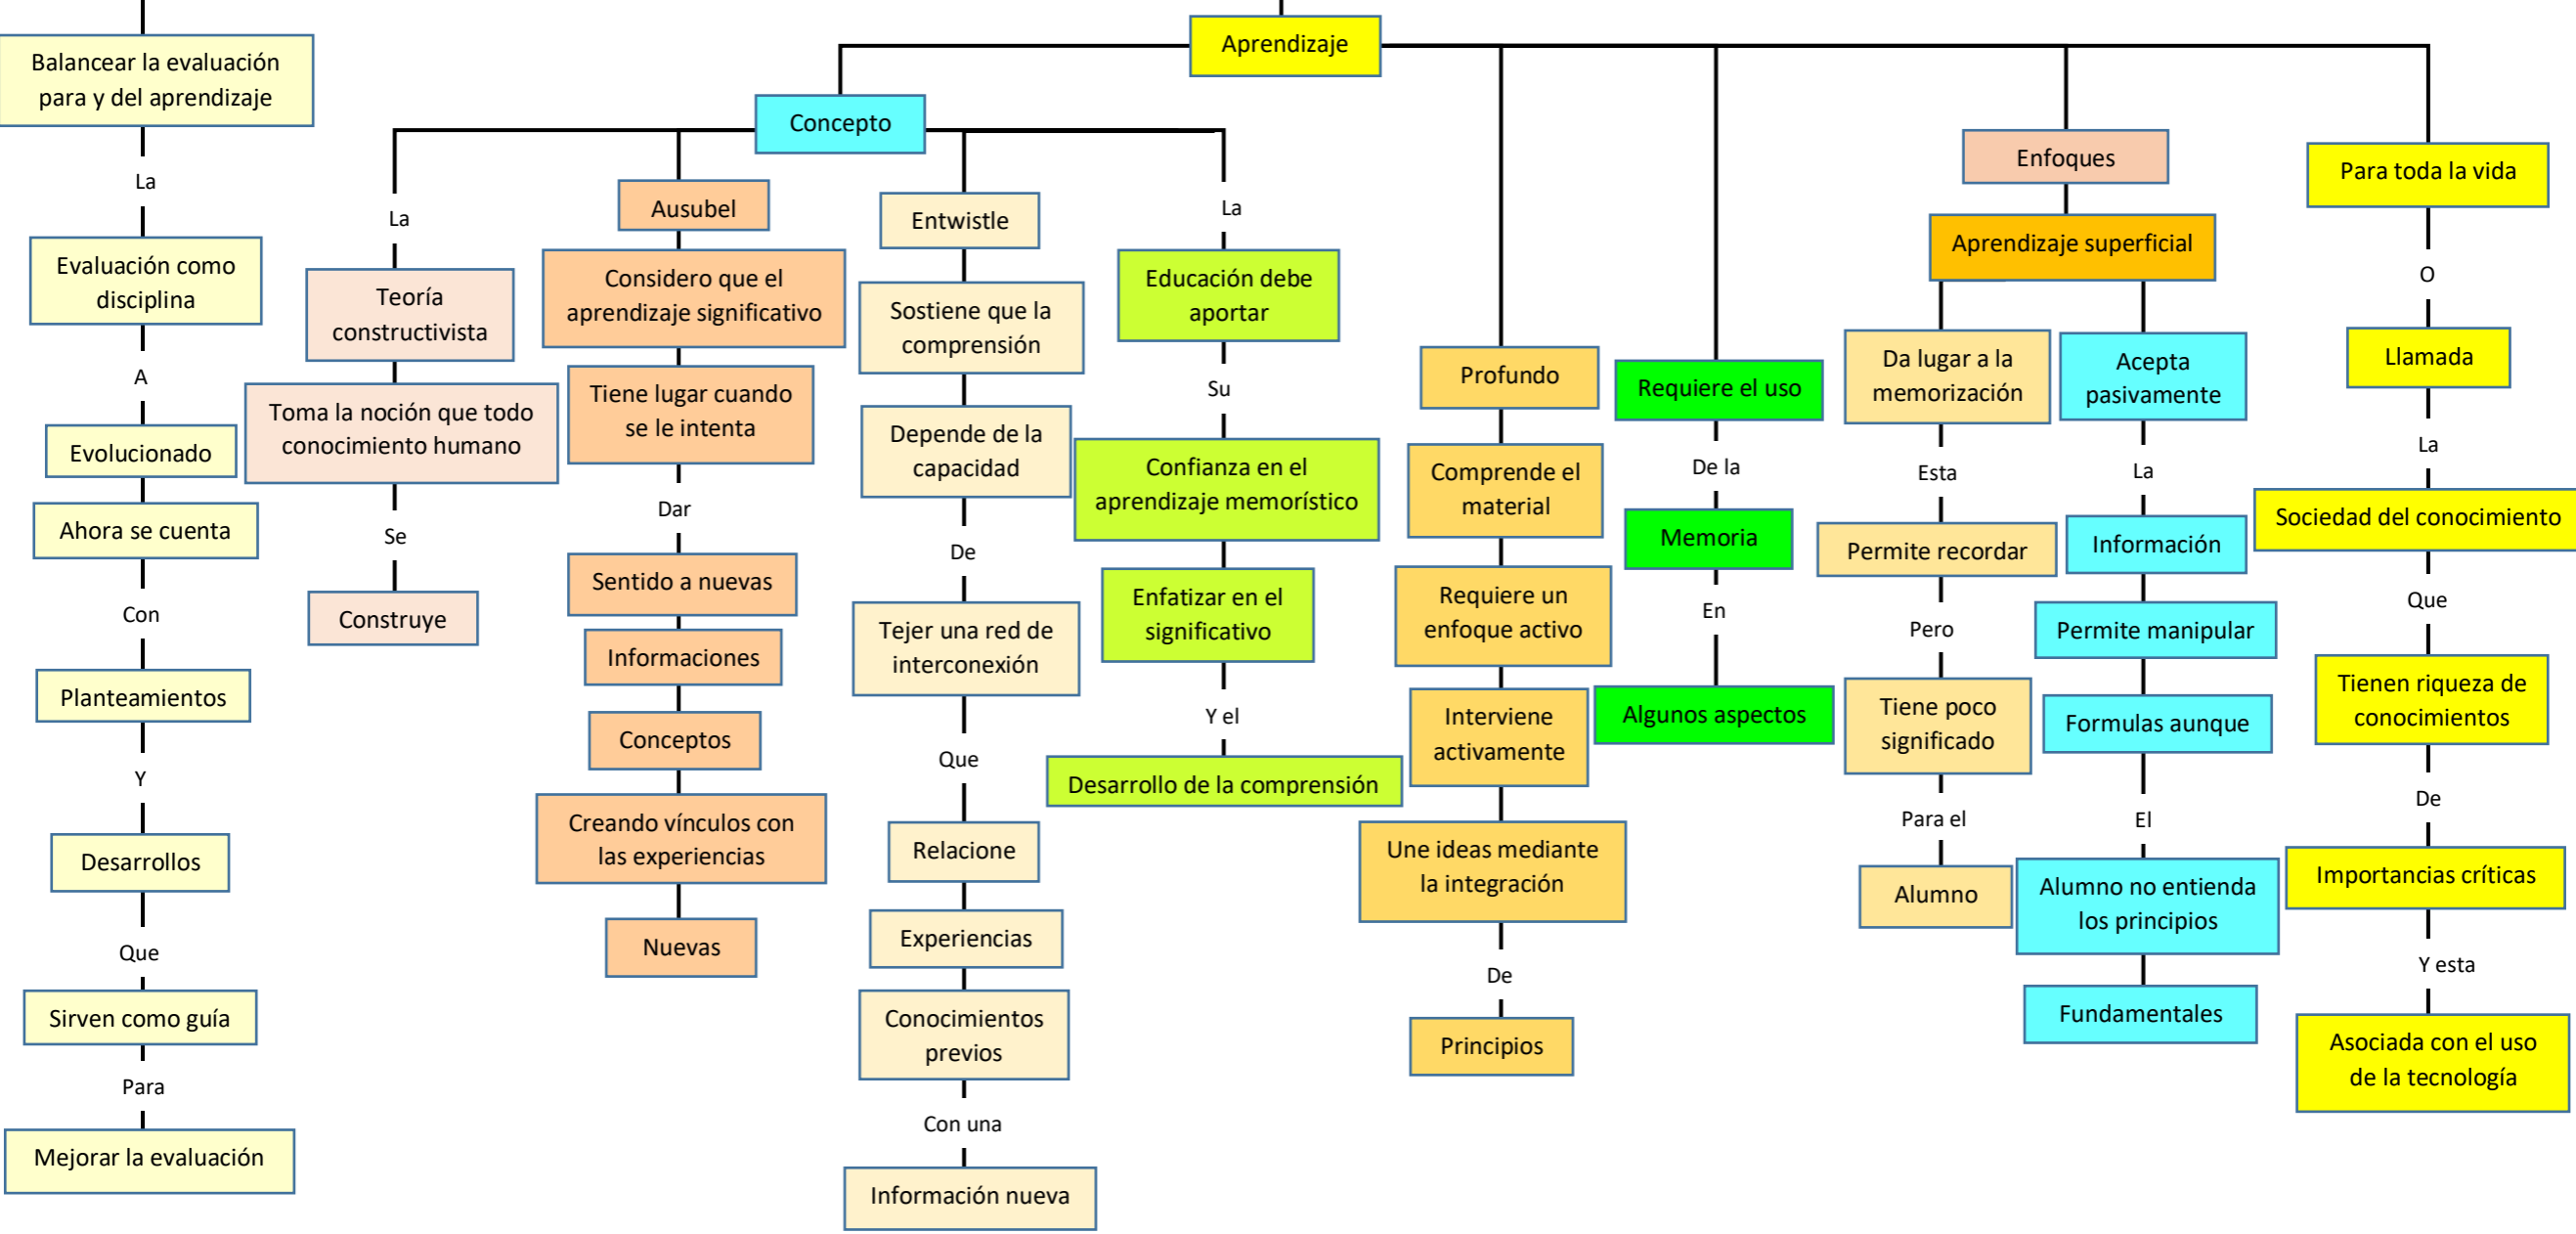 Balancear la evaluación
para y del aprendizaje
La
Evaluación como
disciplina
A
Evolucionado
Ahora se cuenta
Con
Planteamientos
Y
Desarrollos
Que
Sirven como guía
Para
Mejorar la evaluación
Aprendizaje
Concepto
La
Teoría
constructivista
Toma la noción que todo
conocimiento humano
Se
Construye
Ausubel
Considero que el
aprendizaje significativo
Tiene lugar cuando
se le intenta
Dar
Sentido a nuevas
Informaciones
Conceptos
Creando vínculos con
las experiencias
Nuevas
Entwistle
Sostiene que la
comprensión
Depende de la
capacidad
De
Tejer una red de
interconexión
Que
Relacione
Experiencias
Conocimientos
previos
Con una
Información nueva
La
Educación debe
aportar
Su
Confianza en el
aprendizaje memorístico
Enfatizar en el
significativo
Y el
Desarrollo de la comprensión
Profundo
Comprende el
material
Requiere un
enfoque activo
Interviene
activamente
Une ideas mediante
la integración
De
Principios
Requiere el uso
De la
Memoria
En
Algunos aspectos
Enfoques
Aprendizaje superficial
Da lugar a la
memorización
Esta
Permite recordar
Pero
Tiene poco
significado
Para el
Alumno
Acepta
pasivamente
La
Información
Permite manipular
Formulas aunque
El
Alumno no entienda
los principios
Fundamentales
Para toda la vida
O
Llamada
La
Sociedad del conocimiento
Que
Tienen riqueza de
conocimientos
De
Importancias críticas
Y esta
Asociada con el uso
de la tecnología